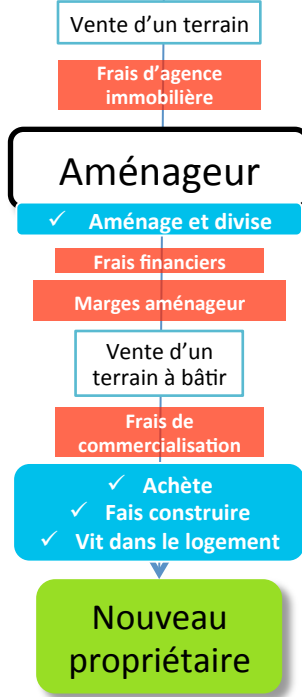 Vente d’un terrain
Frais d’agence
immobilière
Aménageur
✓ Aménage et divise
Frais financiers
Marges aménageur
Vente d’un
terrain à bâtir
Frais de
commercialisation
✓ Achète
✓ Fais construire
✓ Vit dans le logement
Nouveau
propriétaire